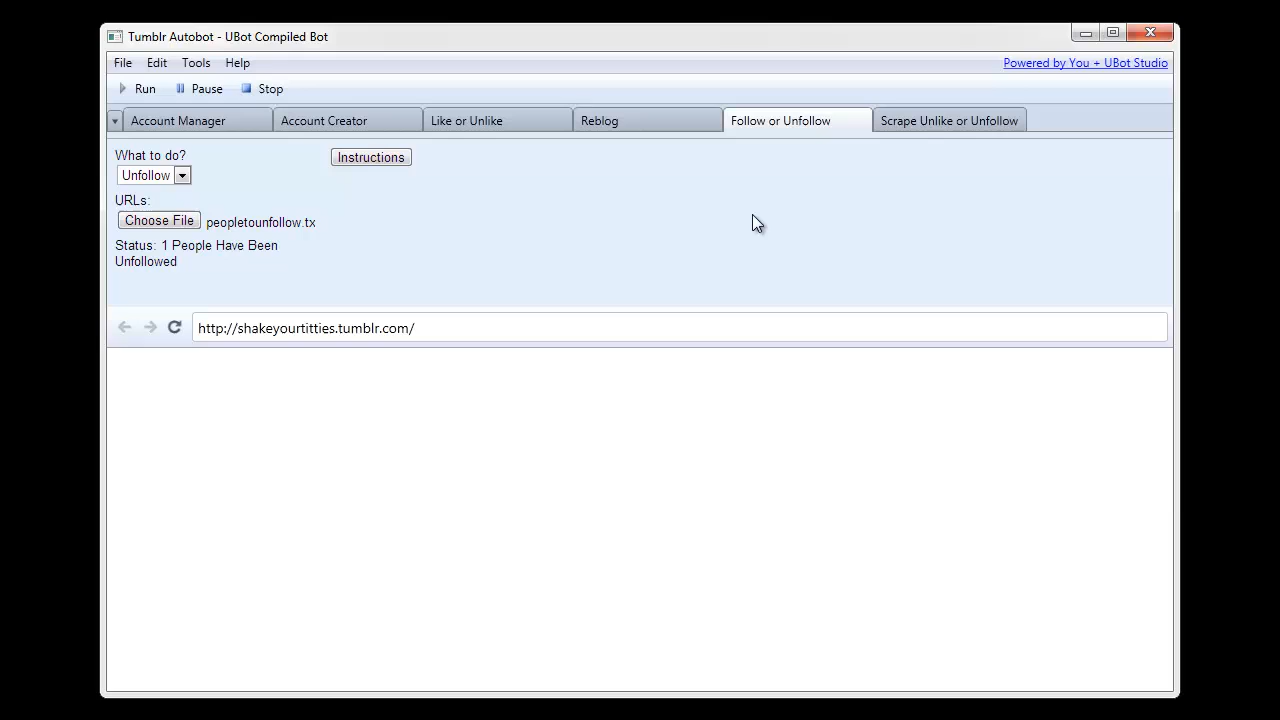 Tumblr Autobot - UBot Compiled Bot
File Edit Tools Help Powered by You + UBot Studio
Run Pause Stop
Account Manager Account Creator Like or Unlike Reblog Follow or Unfollow Scrape Unlike or Unfollow
What to do? Instructions
Unfollow
URLs:
Choose File peopletounfollow.tx
Status: 1 People Have Been
Unfollowed
http://shakeyourtitties.tumblr.com/